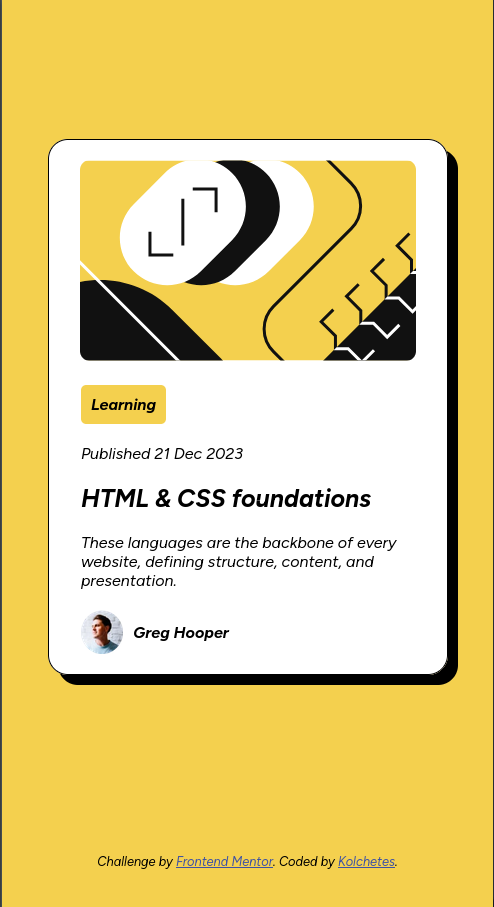 Learning
Published 21 Dec 2023
HTML & CSS foundations
These languages are the backbone of every
website, defining structure, content, and
presentation.
Greg Hooper
Challenge by Frontend Mentor. Coded by Kolchetes.